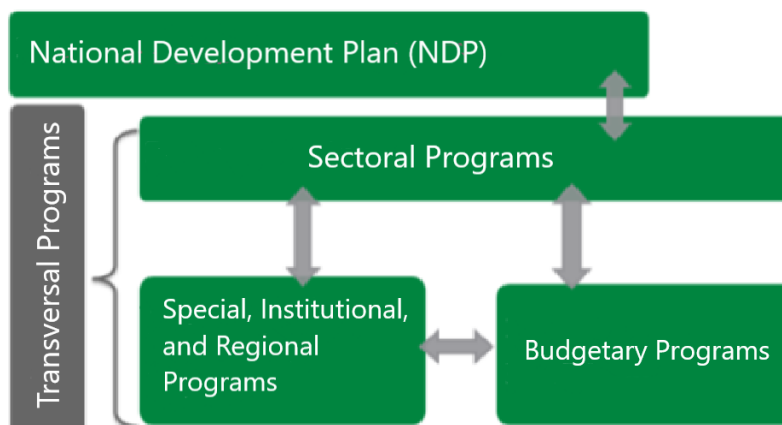 National Development Plan (NDP)
Transversal Programs
Sectoral Programs
Special, Institutional,
and Regional
Programs
Budgetary Programs